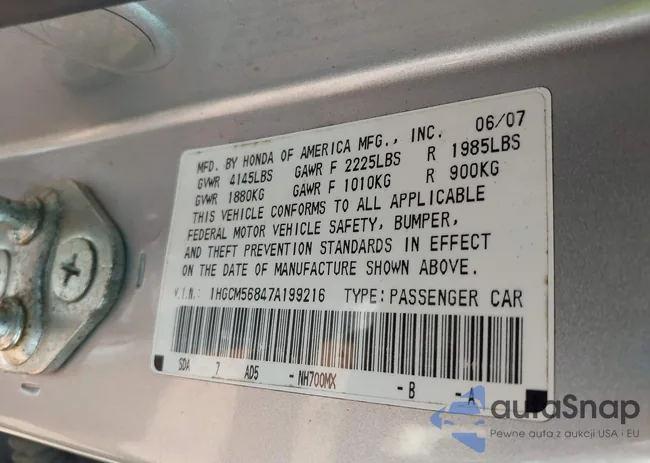 MFD. BY HONDA OF AMERICA MFG., INC. 06/07
GVWR 4145LBS GAWR F 2225LBS R 1985LBS
GVWR 1880KG GAWR F 1010KG R 900KG
THIS VEHICLE CONFORMS TO ALL APPLICABLE
FEDERAL MOTOR VEHICLE SAFETY, BUMPER,
AND THEFT PREVENTION STANDARDS IN EFFECT
ON THE DATE OF MANUFACTURE SHOWN ABOVE.
V.I.N.: 1HGCM56847A199216 TYPE:PASSENGER CAR
SDA 7 AD5 -NH700MX -B -A
autaSnap
Pewne auta z aukcji USA i EU